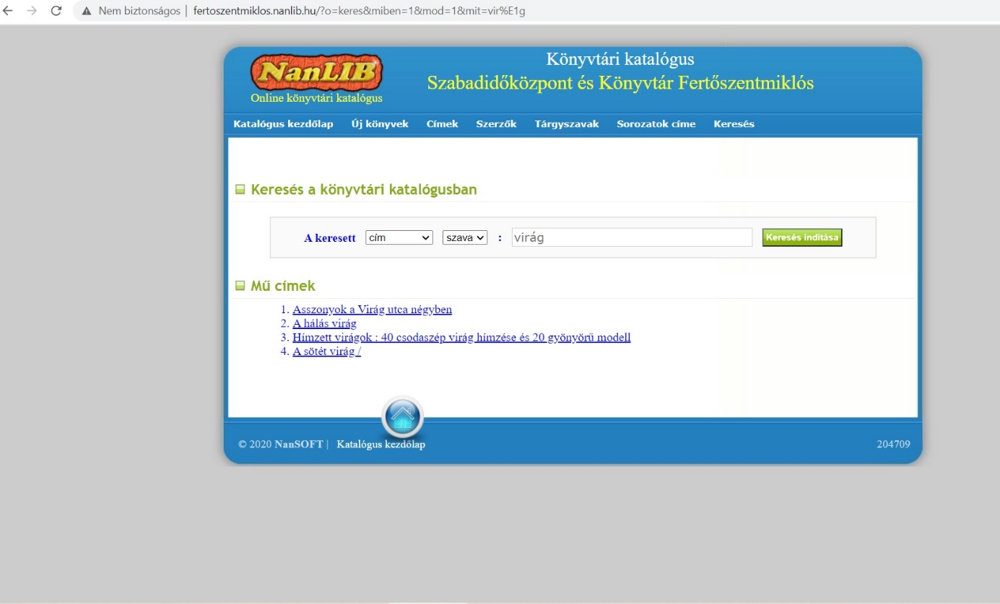 Nem biztonságos | fertoszentmiklos.nanlib.hu/?o=keres&miben=1&mod=1&mit=vir%E1g
NanLIB
Online könyvtári katalógus
Könyvtári katalógus
Szabadidőközpont és Könyvtár Fertőszentmiklós
Katalógus kezdőlap Új könyvek Címek Szerzők Tárgyszavak Sorozatok címe Keresés
Keresés a könyvtári katalógusban
A keresett cím szava : virág Keresés indítása
Mű címek
1. Asszonyok a Virág utca négyben
2. A hálás virág
3. Hímzett virágok : 40 csodaszép virág hímzése és 20 gyönyörű modell
4. A sötét virág /
© 2020 NanSOFT | Katalógus kezdőlap 204709